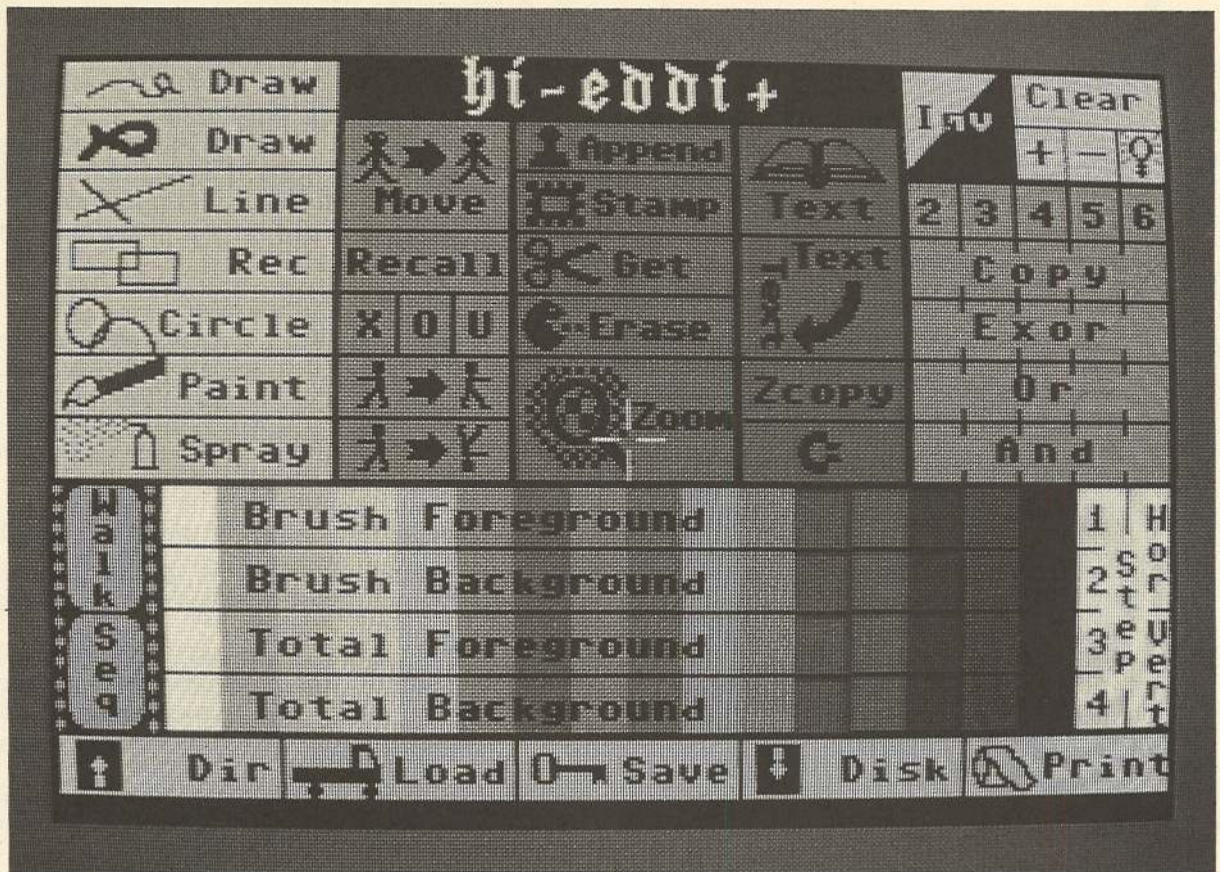 hi-eddi+
Draw
Draw
Line
Rec
Circle
Paint
Spray
Move
Recall
X O U
Append
Stamp
Get
Erase
Zoom
Text
Text
Text
Zcopy
C
Inv
Clear
+ - 
2 3 4 5 6
Copy
Exor
Or
And
Walk
Seq
Brush Foreground
Brush Background
Total Foreground
Total Background
1
2
3
4
Step
Hor Vert
Dir
Load
Save
Disk
Print